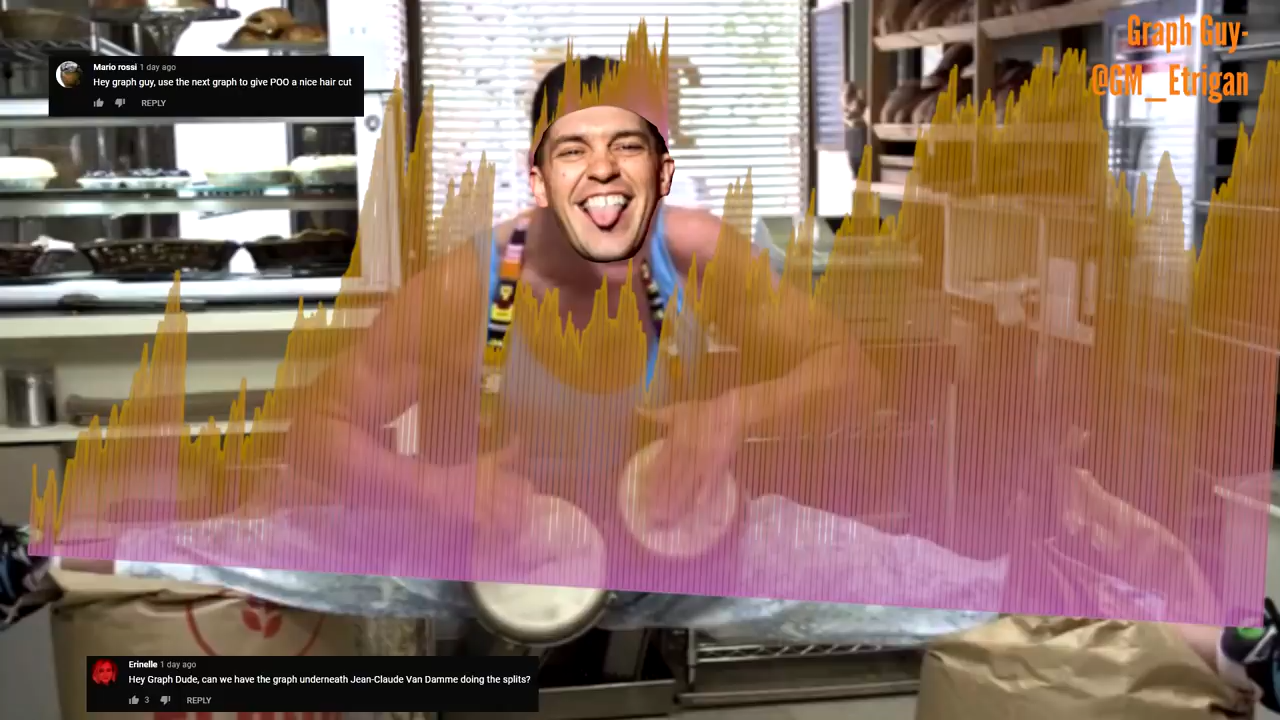 Graph Guy-
@GM__Etrigan
Mario rossi 1 day ago
Hey graph guy, use the next graph to give POO a nice hair cut
REPLY
Erinelle 1 day ago
Hey Graph Dude, can we have the graph underneath Jean-Claude Van Damme doing the splits?
3 REPLY